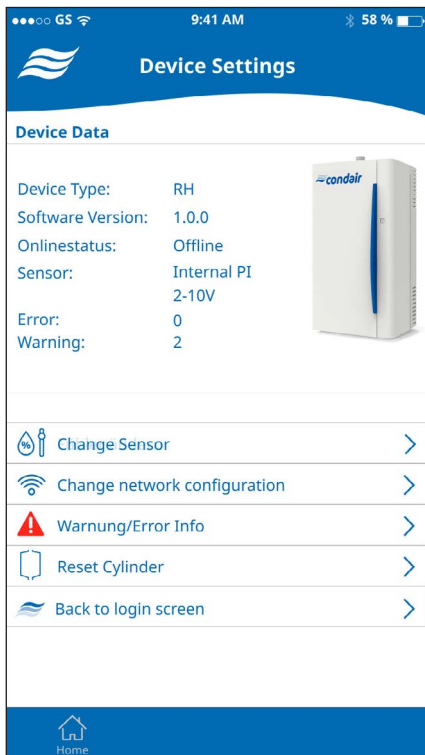 GS 9:41 AM 58 %
Device Settings
Device Data
condair
Device Type: RH
Software Version: 1.0.0
Onlinestatus: Offline
Sensor: Internal PI
2-10V
Error: 0
Warning: 2
% Change Sensor
Change network configuration
Warnung/Error Info
Reset Cylinder
Back to login screen
Home